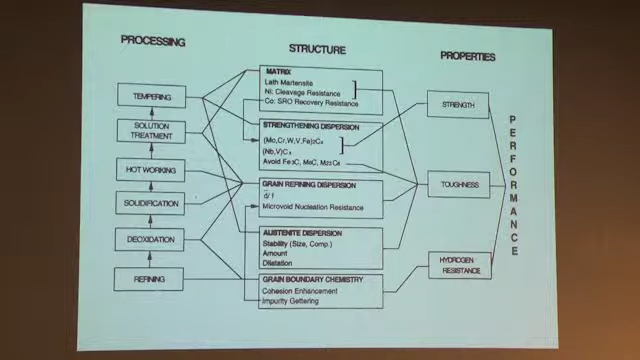 PROCESSING
STRUCTURE
PROPERTIES
TEMPERING
SOLUTION
TREATMENT
HOT WORKING
SOLIDIFICATION
DEOXIDATION
REFINING
MATRIX
Lath Martensite
Ni: Cleavage Resistance
Co: SRO Recovery Resistance
STRENGTHENING DISPERSION
(Mo,Cr,W,V,Fe)2Cx
(Nb,V)Cx
Avoid Fe3C, M6C, M23C6
GRAIN REFINING DISPERSION
d/f
Microvoid Nucleation Resistance
AUSTENITE DISPERSION
Stability (Size, Comp.)
Amount
Dilatation
GRAIN BOUNDARY CHEMISTRY
Cohesion Enhancement
Impurity Gettering
STRENGTH
TOUGHNESS
HYDROGEN
RESISTANCE
PERFORMANCE